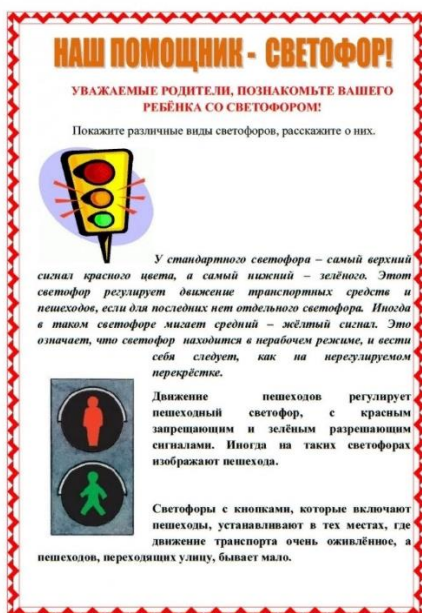 НАШ ПОМОЩНИК - СВЕТОФОР!
УВАЖАЕМЫЕ РОДИТЕЛИ, ПОЗНАКОМЬТЕ ВАШЕГО
РЕБЁНКА СО СВЕТОФОРОМ!
Покажите различные виды светофоров, расскажите о них.
У стандартного светофора – самый верхний
сигнал красного цвета, а самый нижний – зелёного. Этот
светофор регулирует движение транспортных средств и
пешеходов, если для последних нет отдельного светофора. Иногда
в таком светофоре мигает средний – жёлтый сигнал. Это
означает, что светофор находится в нерабочем режиме, и вести
себя следует, как на нерегулируемом
перекрёстке.
Движение пешеходов регулирует
пешеходный светофор, с красным
запрещающим и зелёным разрешающим
сигналами. Иногда на таких светофорах
изображают пешехода.
Светофоры с кнопками, которые включают
пешеходы, устанавливают в тех местах, где
движение транспорта очень оживлённое, а
пешеходов, переходящих улицу, бывает мало.